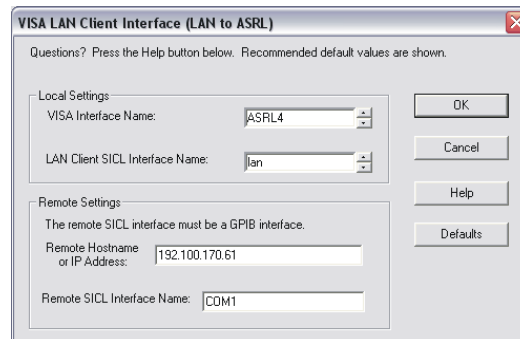 VISA LAN Client Interface (LAN to ASRL)
Questions? Press the Help button below. Recommended default values are shown.
Local Settings
VISA Interface Name: ASRL4
LAN Client SICL Interface Name: lan
Remote Settings
The remote SICL interface must be a GPIB interface.
Remote Hostname
or IP Address: 192.100.170.61
Remote SICL Interface Name: COM1
OK
Cancel
Help
Defaults